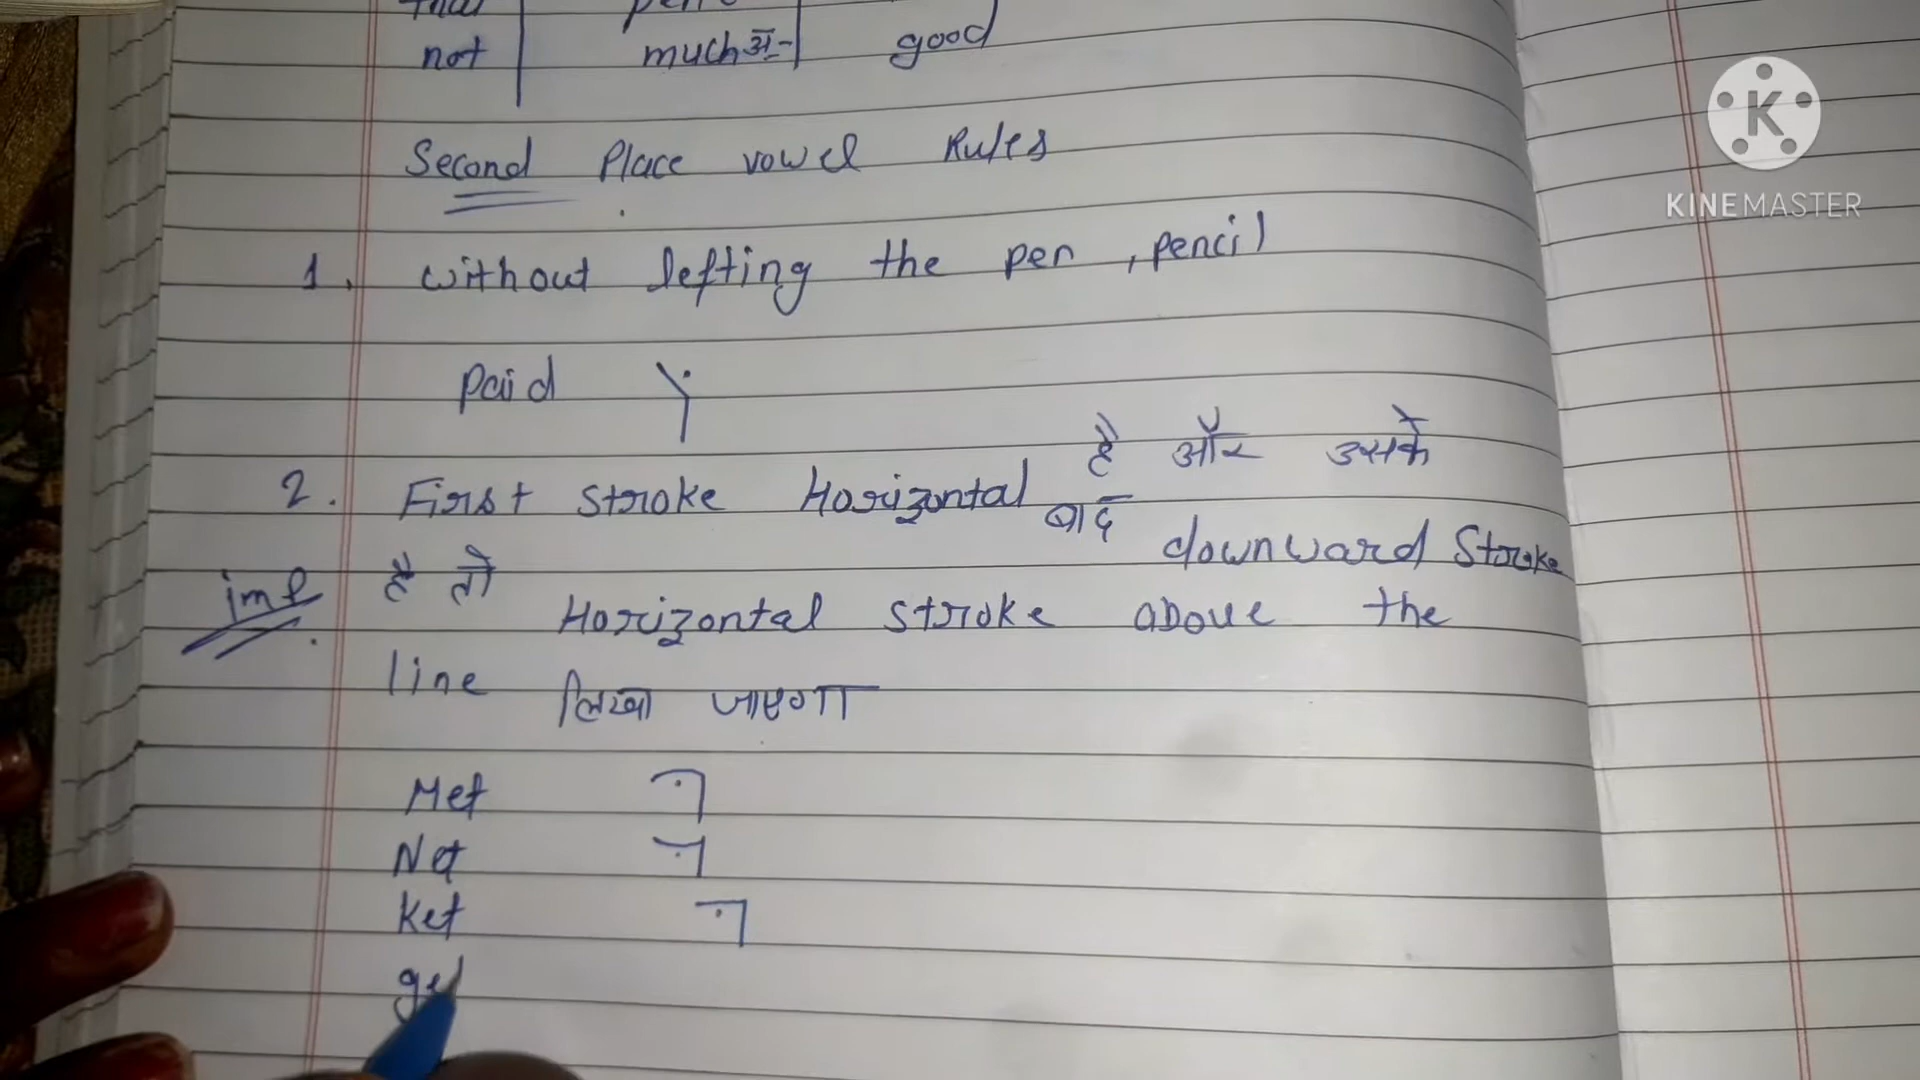 not much अ- good
Second Place vowel Rules
1. without lefting the pen, pencil
Paid
2. First stroke Horizontal है और उसके
बाद downward Stroke
imp है तो Horizontal stroke above the
line लिखा जाएगा
Met
Net
Ket
get
K
KINEMASTER